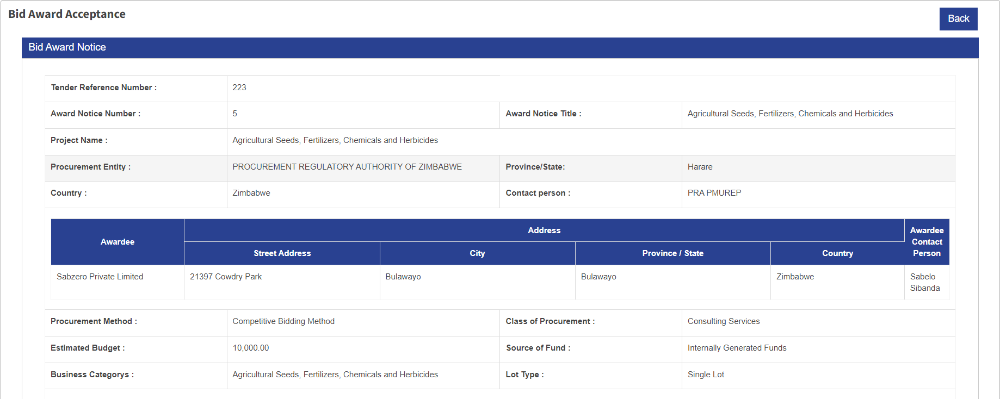 Bid Award Acceptance
Back
Bid Award Notice
Tender Reference Number : 223
Award Notice Number : 5 Award Notice Title : Agricultural Seeds, Fertilizers, Chemicals and Herbicides
Project Name : Agricultural Seeds, Fertilizers, Chemicals and Herbicides
Procurement Entity : PROCUREMENT REGULATORY AUTHORITY OF ZIMBABWE Province/State: Harare
Country : Zimbabwe Contact person : PRA PMUREP
Awardee
Address
Awardee
Contact
Person
Street Address City Province / State Country
Sabzero Private Limited 21397 Cowdry Park Bulawayo Bulawayo Zimbabwe Sabelo
Sibanda
Procurement Method : Competitive Bidding Method Class of Procurement : Consulting Services
Estimated Budget : 10,000.00 Source of Fund : Internally Generated Funds
Business Categorys : Agricultural Seeds, Fertilizers, Chemicals and Herbicides Lot Type : Single Lot